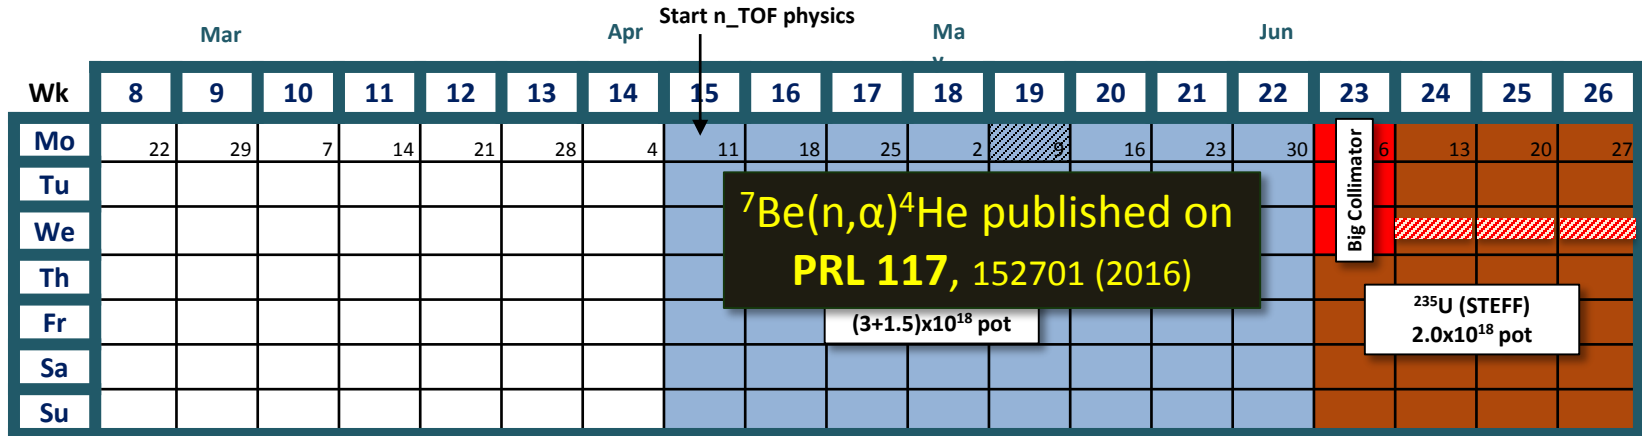 Start n_TOF physics
Mar Apr Ma Jun
Wk 8 9 10 11 12 13 14 15 16 17 18 19 20 21 22 23 24 25 26
Mo 22 29 7 14 21 28 4 11 18 25 2 9 16 23 30 6 13 20 27
Tu
We
Th
Fr
Sa
Su
Big Collimator
⁷Be(n,α)⁴He published on
PRL 117, 152701 (2016)
(3+1.5)x10¹⁸ pot
²³⁵U (STEFF)
2.0x10¹⁸ pot